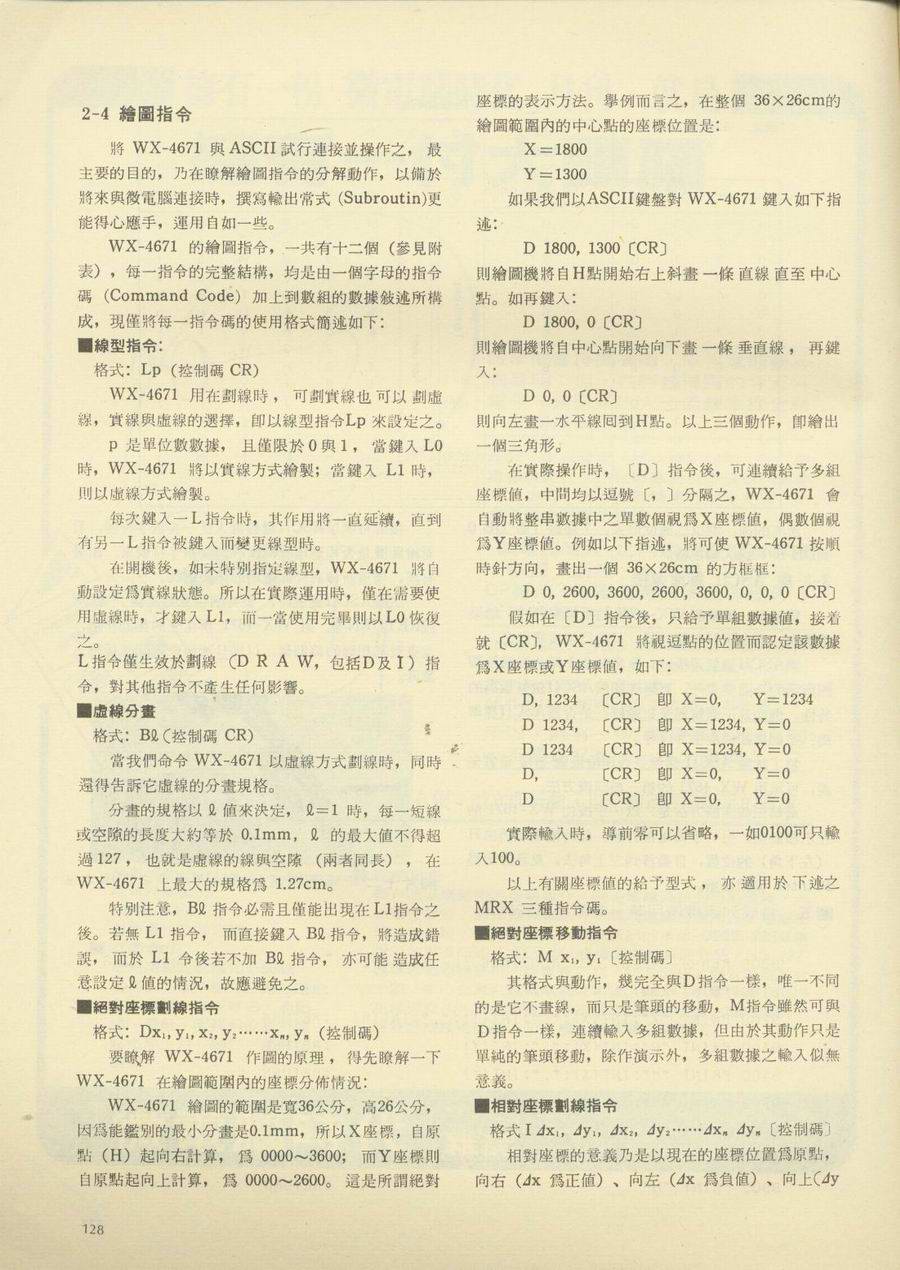 2-4 繪圖指令
將 WX-4671 與 ASCII 試行連接並操作之, 最
主要的目的,乃在瞭解繪圖指令的分解動作,以備於
將來與微電腦連接時,撰寫輸出常式 (Subroutin)更
能得心應手,運用自如一些。
WX-4671 的繪圖指令,一共有十二個 (參見附
表),每一指令的完整結構,均是由一個字母的指令
碼 (Command Code) 加上到數組的數據敍述所構
成,現僅將每一指令碼的使用格式簡述如下:
■線型指令:
格式: Lp (控制碼 CR)
WX-4671 用在劃線時, 可劃實線也可以劃虛
線,實線與虛線的選擇,卽以線型指令Lp 來設定之。
p 是單位數數據, 且僅限於0與1, 當鍵入 L0
時,WX-4671 將以實線方式繪製;當鍵入 L1 時,
則以虛線方式繪製。
每次鍵入一L指令時,其作用將一直延續,直到
有另一L指令被鍵入而變更線型時。
在開機後,如未特別指定線型,WX-4671 將自
動設定爲實線狀態。所以在實際運用時,僅在需要使
用虛線時,才鍵入 L1,而一當使用完畢則以L0 恢復
之。
L指令僅生效於劃線 (D R A W,包括D及I) 指
令,對其他指令不產生任何影響。
■虛線分畫
格式: Bℓ(控制碼 CR)
當我們命令 WX-4671 以虛線方式劃線時,同時
還得告訴它虛線的分畫規格。
分畫的規格以 ℓ 值來決定, ℓ=1 時,每一短線
或空隙的長度大約等於 0.1mm, ℓ 的最大值不得超
過127, 也就是虛線的線與空隙 (兩者同長), 在
WX-4671 上最大的規格爲 1.27cm。
特別注意,Bℓ 指令必需且僅能出現在 L1指令之
後。若無 L1 指令, 而直接鍵入 Bℓ 指令,將造成錯
誤, 而於 L1 令後若不加 Bℓ 指令, 亦可能造成任
意設定 ℓ 值的情況,故應避免之。
■絕對座標劃線指令
格式: Dx₁, y₁, x₂, y₂……xₙ, yₙ (控制碼)
要瞭解 WX-4671 作圖的原理,得先瞭解一下
WX-4671 在繪圖範圍內的座標分佈情況:
WX-4671 繪圖的範圍是寬36公分,高26公分,
因爲能鑑別的最小分畫是0.1mm,所以X座標,自原
點 (H) 起向右計算, 爲 0000~3600; 而Y座標則
自原點起向上計算, 爲 0000~2600。 這是所謂絕對
座標的表示方法。舉例而言之,在整個 36×26cm的
繪圖範圍內的中心點的座標位置是:
X=1800
Y=1300
如果我們以ASCII鍵盤對 WX-4671 鍵入如下指
述:
D 1800, 1300〔CR〕
則繪圖機將自H點開始右上斜畫一條直線直至中心
點。如再鍵入:
D 1800, 0〔CR〕
則繪圖機將自中心點開始向下畫一條垂直線, 再鍵
入:
D 0, 0〔CR〕
則向左畫一水平線回到H點。以上三個動作,卽繪出
一個三角形。
在實際操作時, 〔D〕指令後,可連續給予多組
座標值,中間均以逗號〔,〕分隔之,WX-4671 會
自動將整串數據中之單數個視爲X座標值,偶數個視
爲Y座標値。例如以下指述,將可使 WX-4671 按順
時針方向,畫出一個 36×26cm 的方框框:
D 0, 2600, 3600, 2600, 3600, 0, 0, 0〔CR〕
假如在〔D〕指令後,只給予單組數據值,接着
就〔CR〕, WX-4671 將視逗點的位置而認定該數據
爲X座標或Y座標值,如下:
D, 1234 〔CR〕 卽 X=0, Y=1234
D 1234, 〔CR〕 卽 X=1234, Y=0
D 1234 〔CR〕 卽 X=1234, Y=0
D, 〔CR〕 卽 X=0, Y=0
D 〔CR〕 卽 X=0, Y=0
實際輸入時,導前零可以省略,一如0100可只輸
入100。
以上有關座標值的給予型式, 亦適用於下述之
MRX 三種指令碼。
■絕對座標移動指令
格式: M x₁, y₁〔控制碼〕
其格式與動作,幾完全與D指令一樣,唯一不同
的是它不畫線,而只是筆頭的移動,M指令雖然可與
D指令一樣,連續輸入多組數據,但由於其動作只是
單純的筆頭移動,除作演示外,多組數據之輸入似無
意義。
■相對座標劃線指令
格式 I Δx₁, Δy₁, Δx₂, Δy₂……Δxₙ Δyₙ〔控制碼〕
相對座標的意義乃是以現在的座標位置爲原點,
向右 (Δx 爲正值)、向左 (Δx 爲負值)、向上(Δy
128